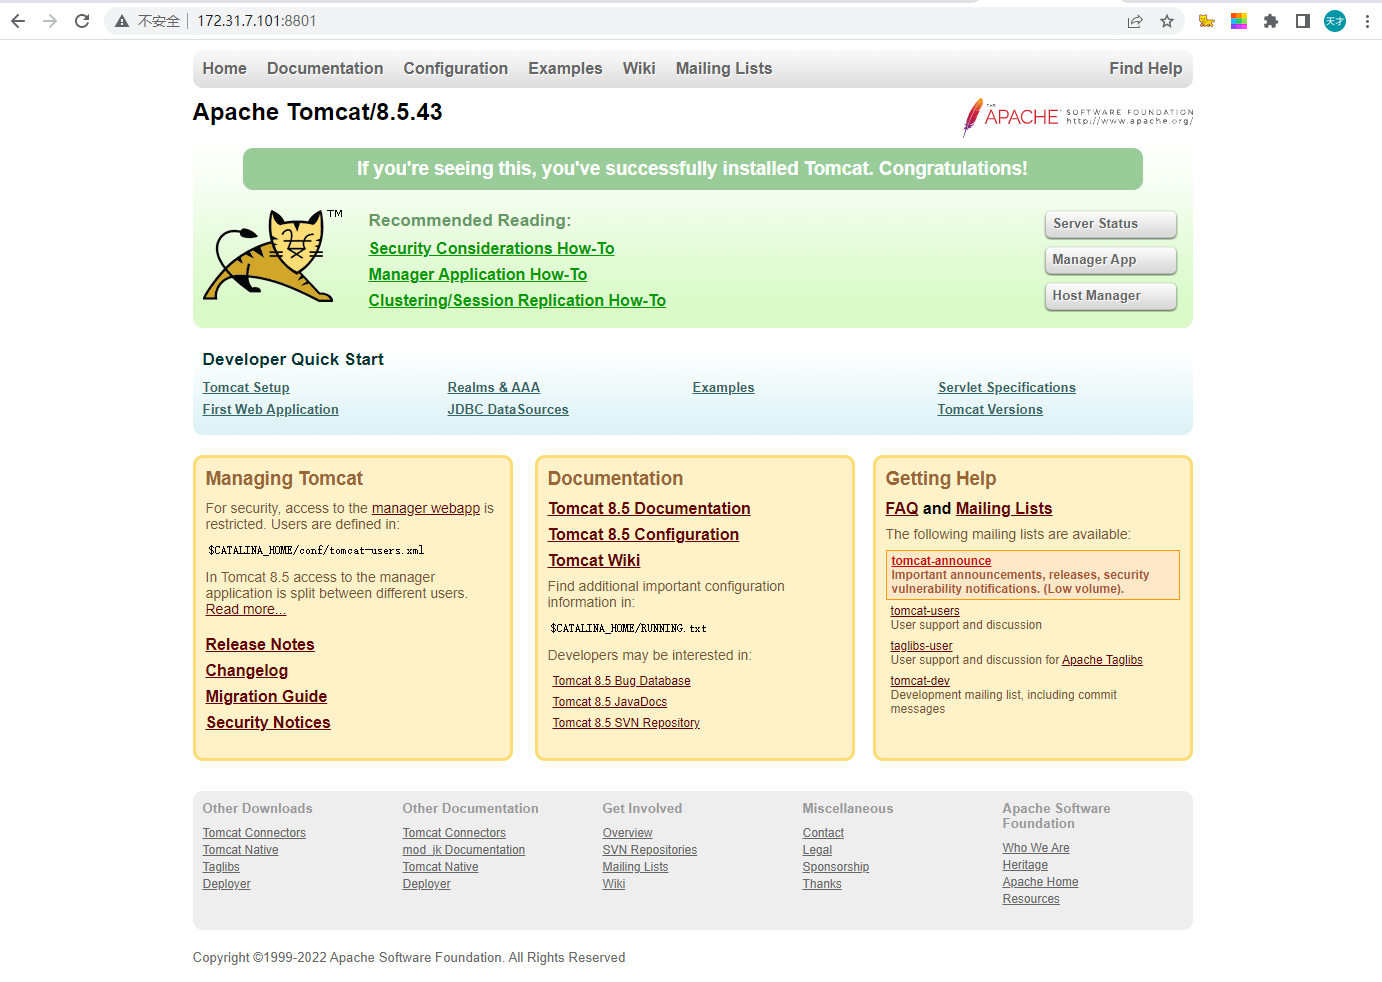 不安全 172.31.7.101:8801 天才
Home Documentation Configuration Examples Wiki Mailing Lists Find Help
Apache Tomcat/8.5.43
THE APACHE SOFTWARE FOUNDATION
http://www.apache.org/
If you're seeing this, you've successfully installed Tomcat. Congratulations!
TM
Recommended Reading:
Security Considerations How-To
Manager Application How-To
Clustering/Session Replication How-To
Server Status
Manager App
Host Manager
Developer Quick Start
Tomcat Setup
First Web Application
Realms & AAA
JDBC DataSources
Examples
Servlet Specifications
Tomcat Versions
Managing Tomcat
For security, access to the manager webapp is
restricted. Users are defined in:
$CATALINA_HOME/conf/tomcat-users.xml
In Tomcat 8.5 access to the manager
application is split between different users.
Read more...
Release Notes
Changelog
Migration Guide
Security Notices
Documentation
Tomcat 8.5 Documentation
Tomcat 8.5 Configuration
Tomcat Wiki
Find additional important configuration
information in:
$CATALINA_HOME/RUNNING.txt
Developers may be interested in:
Tomcat 8.5 Bug Database
Tomcat 8.5 JavaDocs
Tomcat 8.5 SVN Repository
Getting Help
FAQ and Mailing Lists
The following mailing lists are available:
tomcat-announce
Important announcements, releases, security
vulnerability notifications. (Low volume).
tomcat-users
User support and discussion
taglibs-user
User support and discussion for Apache Taglibs
tomcat-dev
Development mailing list, including commit
messages
Other Downloads
Tomcat Connectors
Tomcat Native
Taglibs
Deployer
Other Documentation
Tomcat Connectors
mod_jk Documentation
Tomcat Native
Deployer
Get Involved
Overview
SVN Repositories
Mailing Lists
Wiki
Miscellaneous
Contact
Legal
Sponsorship
Thanks
Apache Software
Foundation
Who We Are
Heritage
Apache Home
Resources
Copyright ©1999-2022 Apache Software Foundation. All Rights Reserved